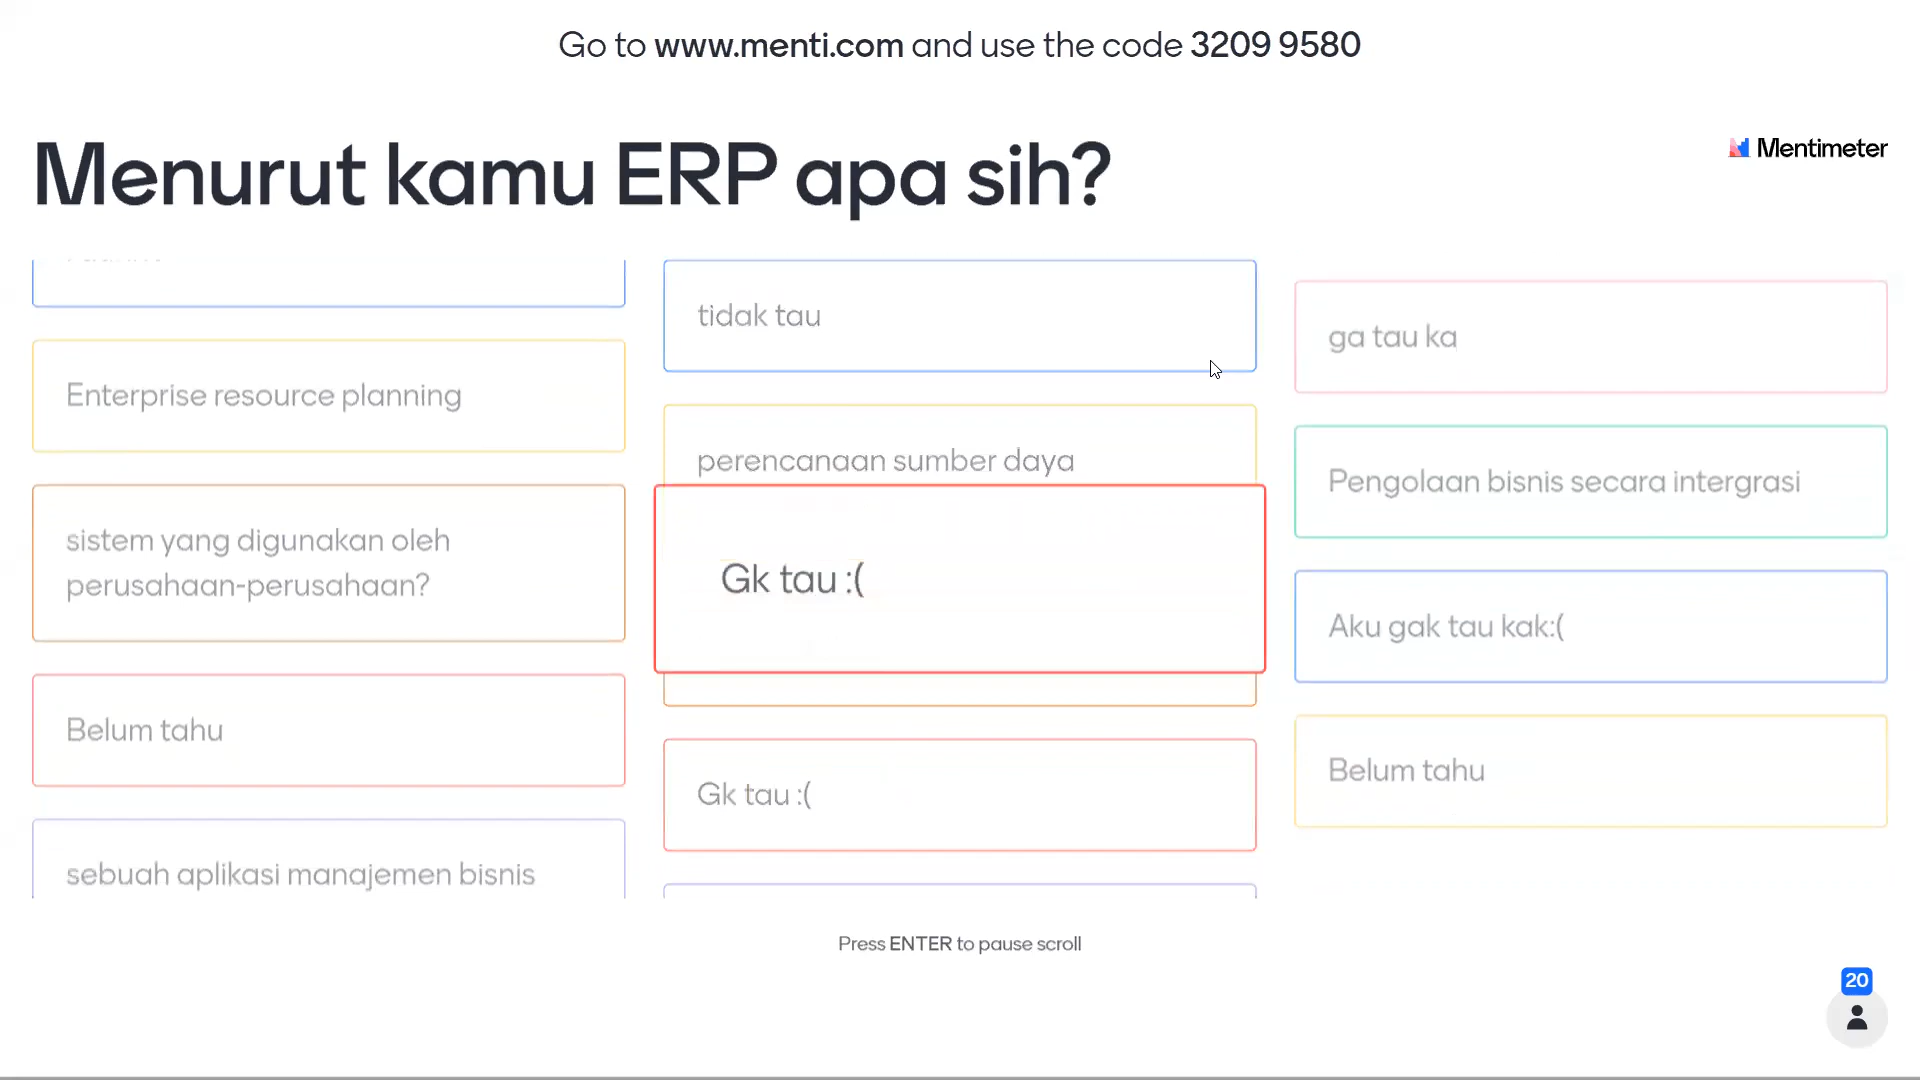 Go to www.menti.com and use the code 3209 9580
Menurut kamu ERP apa sih?
Mentimeter
Enterprise resource planning
sistem yang digunakan oleh
perusahaan-perusahaan?
Belum tahu
sebuah aplikasi manajemen bisnis
tidak tau
perencanaan sumber daya
Gk tau :(
Gk tau :(
ga tau ka
Pengolaan bisnis secara intergrasi
Aku gak tau kak:(
Belum tahu
Press ENTER to pause scroll
20